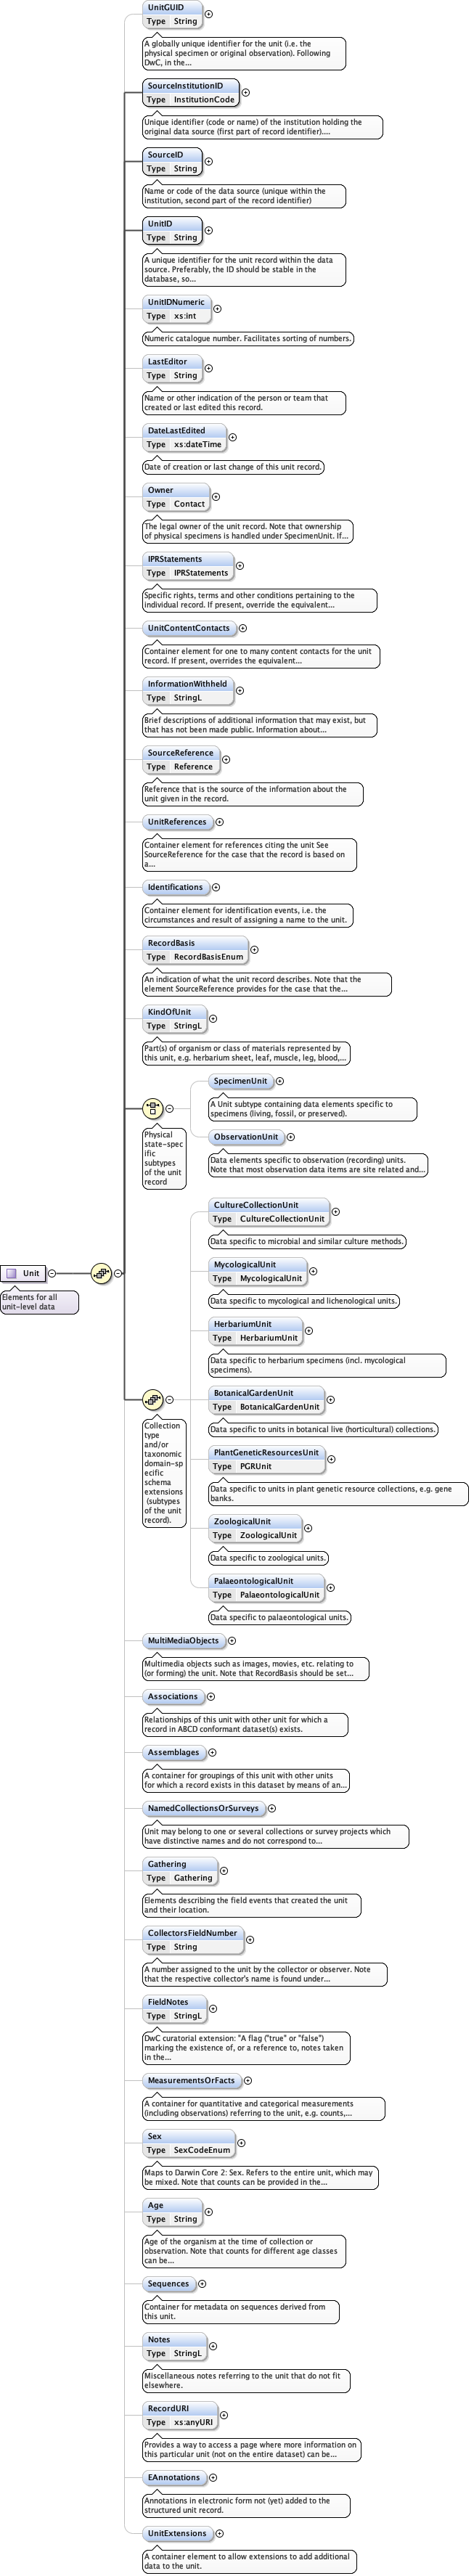 UnitGUID
Type String
A globally unique identifier for the unit (i.e. the
physical specimen or original observation). Following
DwC, in the...
SourceInstitutionID
Type InstitutionCode
Unique identifier (code or name) of the institution holding the
original data source (first part of record identifier)....
SourceID
Type String
Name or code of the data source (unique within the
institution, second part of the record identifier)
UnitID
Type String
A unique identifier for the unit record within the data
source. Preferably, the ID should be stable in the
database, so...
UnitIDNumeric
Type xs:int
Numeric catalogue number. Facilitates sorting of numbers.
LastEditor
Type String
Name or other indication of the person or team that
created or last edited this record.
DateLastEdited
Type xs:dateTime
Date of creation or last change of this unit record.
Owner
Type Contact
The legal owner of the unit record. Note that ownership
of physical specimens is handled under SpecimenUnit. If...
IPRStatements
Type IPRStatements
Specific rights, terms and other conditions pertaining to the
individual record. If present, override the equivalent...
UnitContentContacts
Container element for one to many content contacts for the unit
record. If present, overrides the equivalent...
InformationWithheld
Type StringL
Brief descriptions of additional information that may exist, but
that has not been made public. Information about...
SourceReference
Type Reference
Reference that is the source of the information about the
unit given in the record.
UnitReferences
Container element for references citing the unit See
SourceReference for the case that the record is based on
a...
Identifications
Container element for identification events, i.e. the
circumstances and result of assigning a name to the unit.
RecordBasis
Type RecordBasisEnum
An indication of what the unit record describes. Note that the
element SourceReference provides for the case that the...
KindOfUnit
Type StringL
Part(s) of organism or class of materials represented by
this unit, e.g. herbarium sheet, leaf, muscle, leg, blood,...
Physical
state-spec
ific
subtypes
of the unit
record
SpecimenUnit
A Unit subtype containing data elements specific to
specimens (living, fossil, or preserved).
ObservationUnit
Data elements specific to observation (recording) units.
Note that most observation data items are site related and...
Unit
Elements for all
unit-level data
Collection
type
and/or
taxonomic
domain-sp
ecific
schema
extensions
(subtypes
of the unit
record).
CultureCollectionUnit
Type CultureCollectionUnit
Data specific to microbial and similar culture methods.
MycologicalUnit
Type MycologicalUnit
Data specific to mycological and lichenological units.
HerbariumUnit
Type HerbariumUnit
Data specific to herbarium specimens (incl. mycological
specimens).
BotanicalGardenUnit
Type BotanicalGardenUnit
Data specific to units in botanical live (horticultural) collections.
PlantGeneticResourcesUnit
Type PGRUnit
Data specific to units in plant genetic resource collections, e.g. gene
banks.
ZoologicalUnit
Type ZoologicalUnit
Data specific to zoological units.
PalaeontologicalUnit
Type PalaeontologicalUnit
Data specific to palaeontological units.
MultiMediaObjects
Multimedia objects such as images, movies, etc. relating to
(or forming) the unit. Note that RecordBasis should be set...
Associations
Relationships of this unit with other unit for which a
record in ABCD conformant dataset(s) exists.
Assemblages
A container for groupings of this unit with other units
for which a record exists in this dataset by means of an...
NamedCollectionsOrSurveys
Unit may belong to one or several collections or survey projects which
have distinctive names and do not correspond to...
Gathering
Type Gathering
Elements describing the field events that created the unit
and their location.
CollectorsFieldNumber
Type String
A number assigned to the unit by the collector or observer. Note
that the respective collector's name is found under...
FieldNotes
Type StringL
DwC curatorial extension: "A flag ("true" or "false")
marking the existence of, or a reference to, notes taken
in the...
MeasurementsOrFacts
A container for quantitative and categorical measurements
(including observations) referring to the unit, e.g. counts,...
Sex
Type SexCodeEnum
Maps to Darwin Core 2: Sex. Refers to the entire unit, which may
be mixed. Note that counts can be provided in the...
Age
Type String
Age of the organism at the time of collection or
observation. Note that counts for different age classes
can be...
Sequences
Container for metadata on sequences derived from
this unit.
Notes
Type StringL
Miscellaneous notes referring to the unit that do not fit
elsewhere.
RecordURI
Type xs:anyURI
Provides a way to access a page where more information on
this particular unit (not on the entire dataset) can be...
EAnnotations
Annotations in electronic form not (yet) added to the
structured unit record.
UnitExtensions
A container element to allow extensions to add additional
data to the unit.